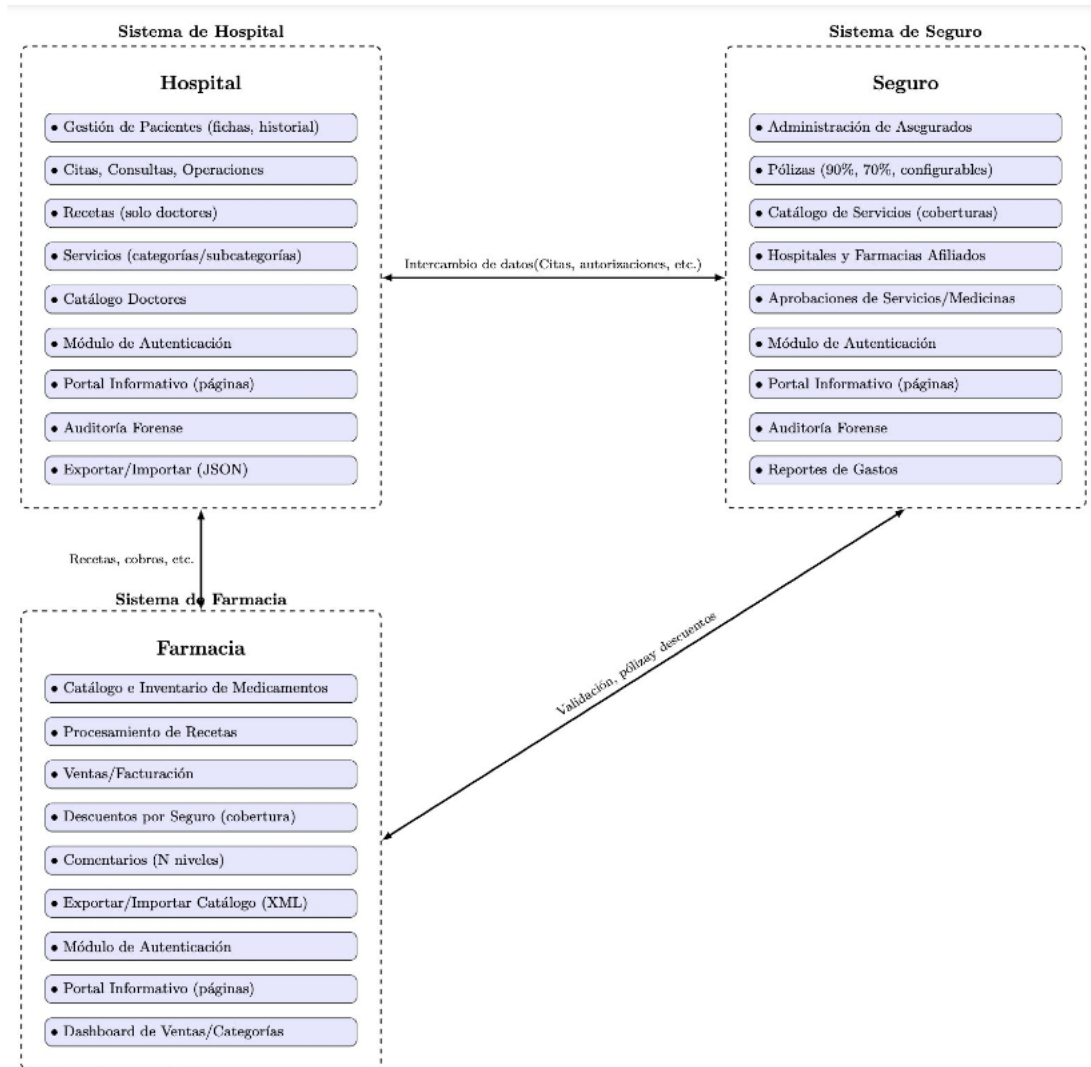 Sistema de Hospital
Hospital
• Gestión de Pacientes (fichas, historial)
• Citas, Consultas, Operaciones
• Recetas (solo doctores)
• Servicios (categorías/subcategorías)
• Catálogo Doctores
• Módulo de Autenticación
• Portal Informativo (páginas)
• Auditoría Forense
• Exportar/Importar (JSON)
Intercambio de datos(Citas, autorizaciones, etc.)
Sistema de Seguro
Seguro
• Administración de Asegurados
• Pólizas (90%, 70%, configurables)
• Catálogo de Servicios (coberturas)
• Hospitales y Farmacias Afiliados
• Aprobaciones de Servicios/Medicinas
• Módulo de Autenticación
• Portal Informativo (páginas)
• Auditoría Forense
• Reportes de Gastos
Recetas, cobros, etc.
Validación, pólizay descuentos
Sistema de Farmacia
Farmacia
• Catálogo e Inventario de Medicamentos
• Procesamiento de Recetas
• Ventas/Facturación
• Descuentos por Seguro (cobertura)
• Comentarios (N niveles)
• Exportar/Importar Catálogo (XML)
• Módulo de Autenticación
• Portal Informativo (páginas)
• Dashboard de Ventas/Categorías